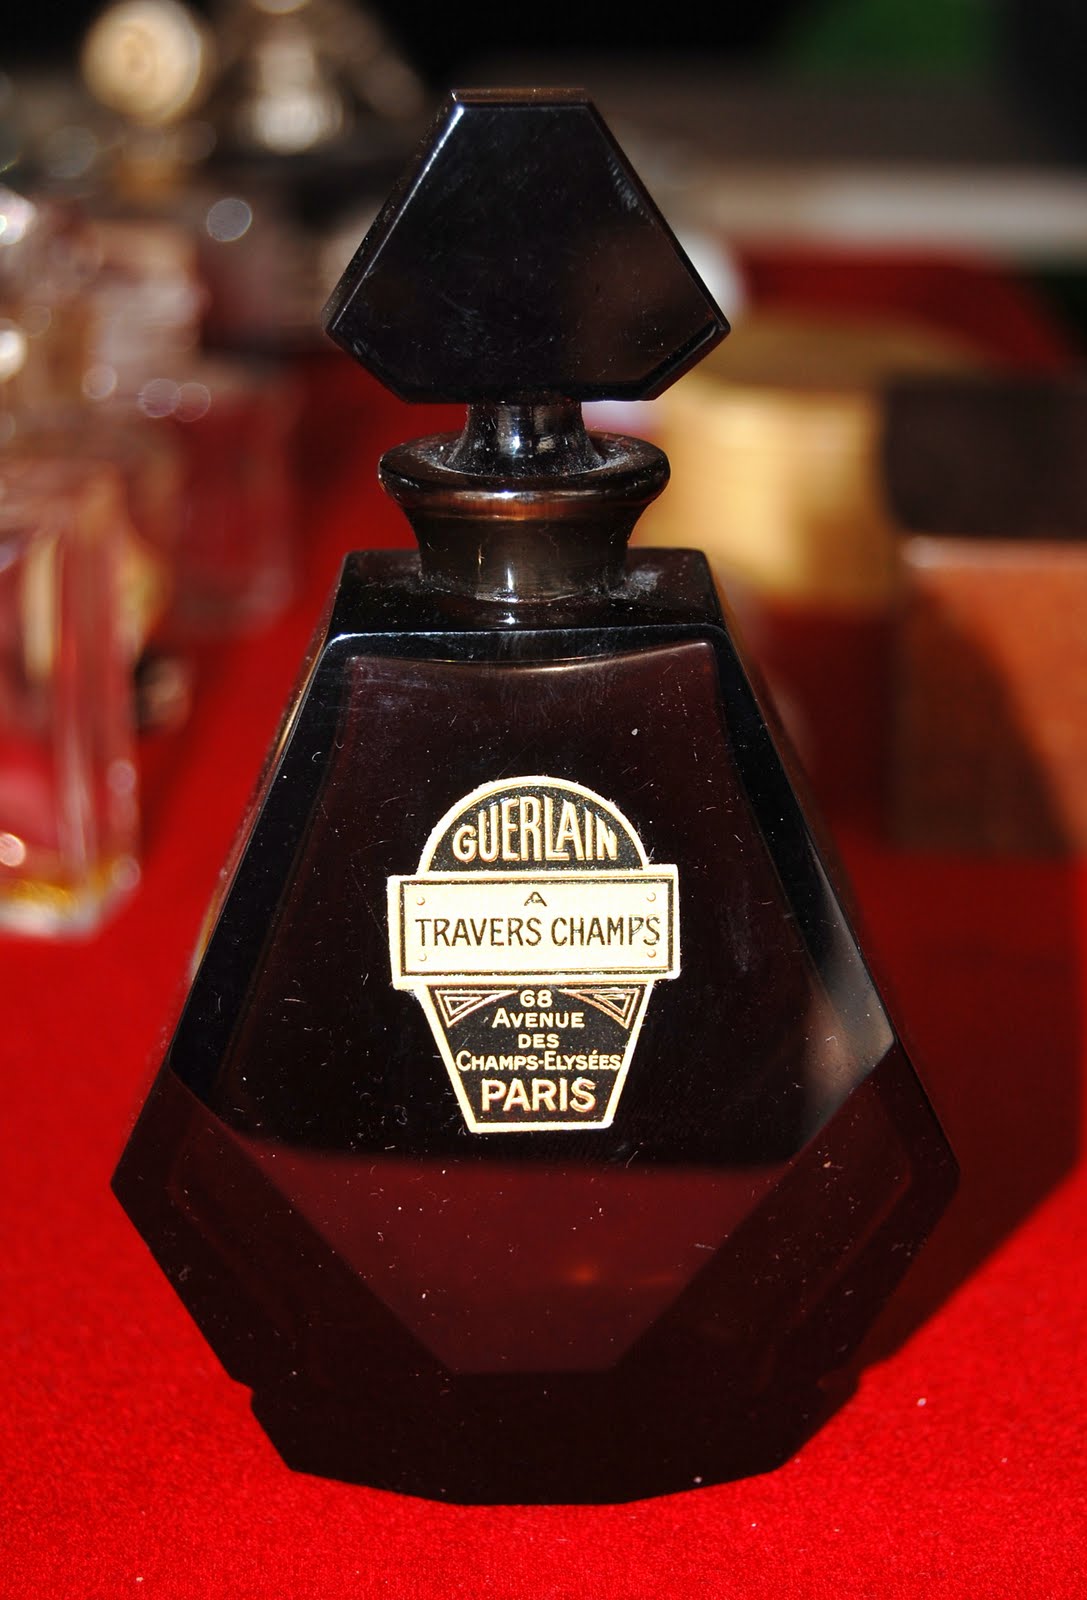 GUERLAIN
A
TRAVERS CHAMPS
68
AVENUE
DES
CHAMPS-ELYSÉES
PARIS